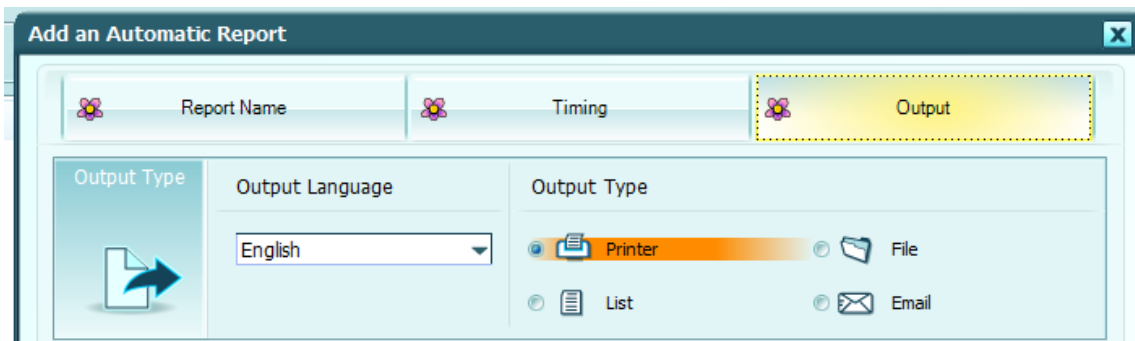 Add an Automatic Report
Report Name
Timing
Output
Output Type
Output Language
Output Type
English
Printer
File
List
Email